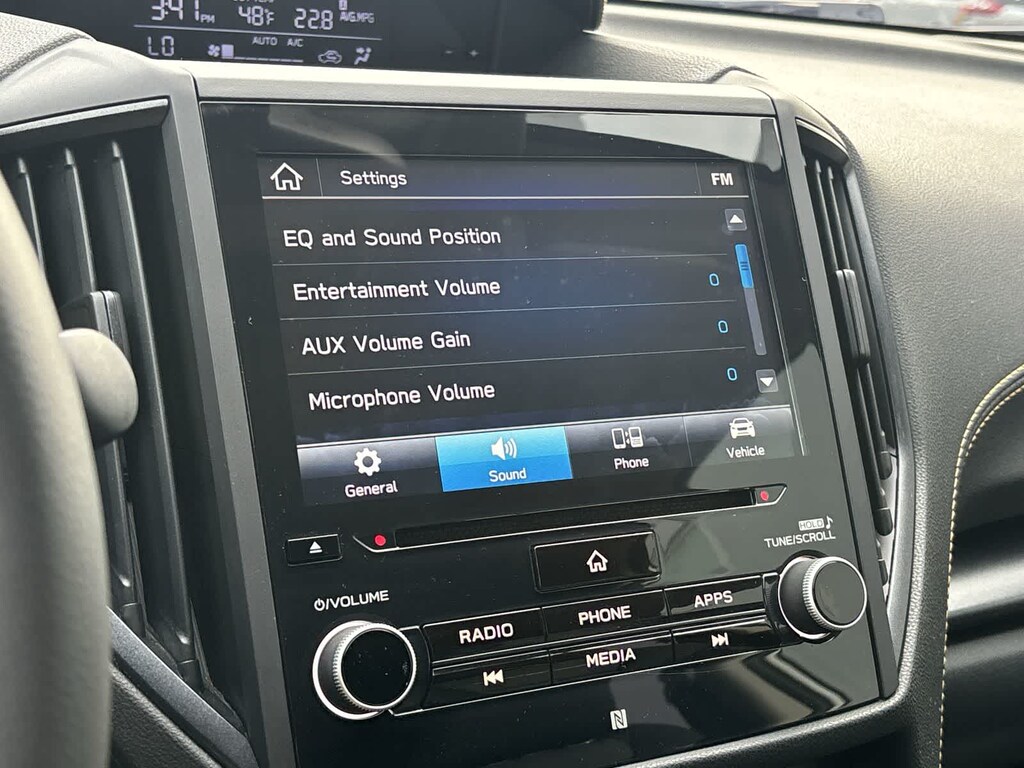 3:41 PM 48°F 22.8 AVG.MPG
LO AUTO A/C
Settings FM
EQ and Sound Position
Entertainment Volume 0
AUX Volume Gain 0
Microphone Volume 0
General Sound Phone Vehicle
HOLD
TUNE/SCROLL
VOLUME
RADIO PHONE APPS
MEDIA
N